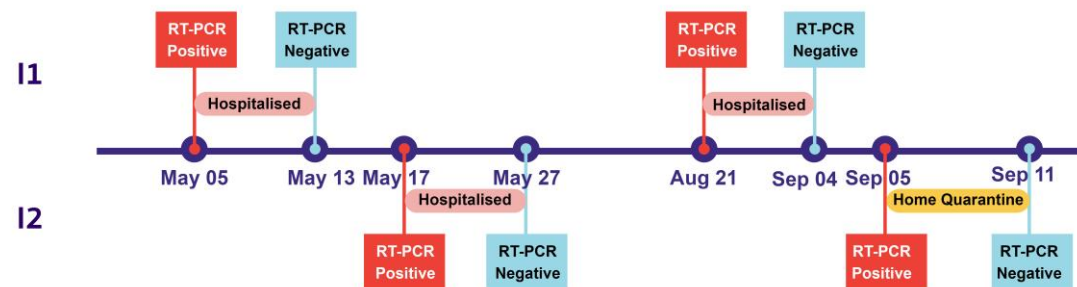 RT-PCR
Positive
RT-PCR
Negative
RT-PCR
Positive
RT-PCR
Negative
I1
Hospitalised
Hospitalised
May 05
May 13
May 17
May 27
Aug 21
Sep 04
Sep 05
Sep 11
I2
Hospitalised
Home Quarantine
RT-PCR
Positive
RT-PCR
Negative
RT-PCR
Positive
RT-PCR
Negative